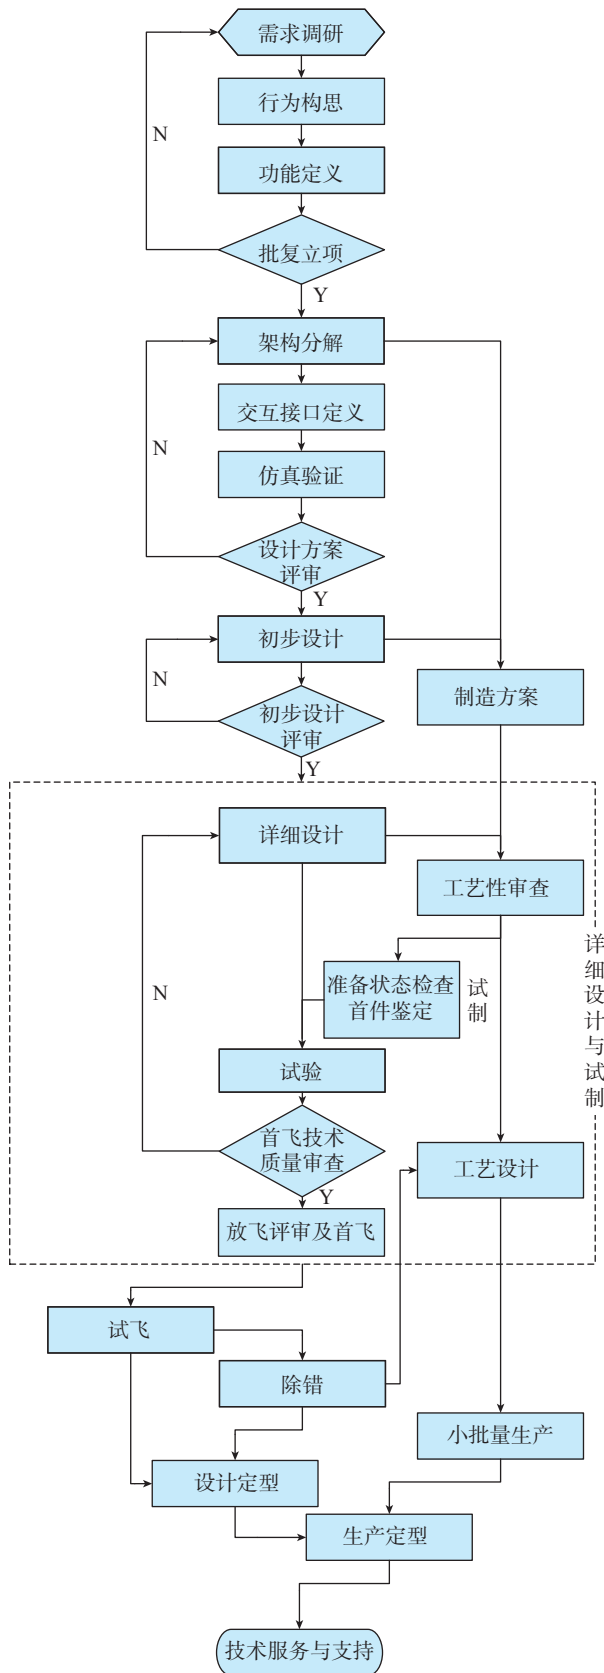 需求调研
行为构思
N
功能定义
批复立项
Y
架构分解
交互接口定义
N
仿真验证
设计方案
评审
Y
初步设计
N
制造方案
初步设计
评审
Y
详细设计
工艺性审查
详细设计与试制
准备状态检查
首件鉴定
试制
N
试验
首飞技术
质量审查
工艺设计
Y
放飞评审及首飞
试飞
除错
小批量生产
设计定型
生产定型
技术服务与支持